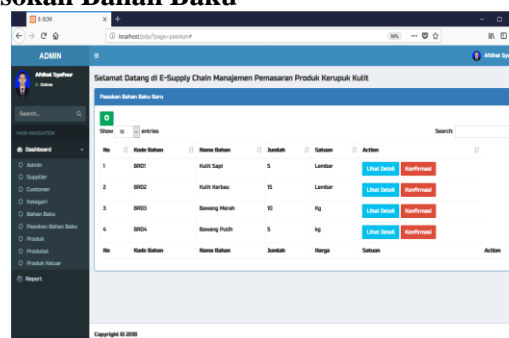 sokan Bahan Baku
E-SCM
localhost/pdp/?page=pasokan#
90%
ADMIN
Afdhal Syafnur
Afdhal Sya
Online
Selamat Datang di E-Supply Chain Manajemen Pemasaran Produk Kerupuk Kulit
Pasokan Bahan Baku Baru
Search...
Show 10 entries
Search:
MAIN NAVIGATION
Dashboard
No Kode Bahan Nama Bahan Jumlah Satuan Action
Admin
Supplier
Customer
Kategori
Bahan Baku
Pasokan Bahan Baku
Produk
Produksi
Produk Keluar
Report
1 BR01 Kulit Sapi 5 Lembar Lihat Detail Konfirmasi
2 BR02 Kulit Kerbau 15 Lembar Lihat Detail Konfirmasi
3 BR03 Bawang Merah 10 Kg Lihat Detail Konfirmasi
4 BR04 Bawang Putih 5 kg Lihat Detail Konfirmasi
No Kode Bahan Nama Bahan Jumlah Harga Satuan Action
Copyright © 2018